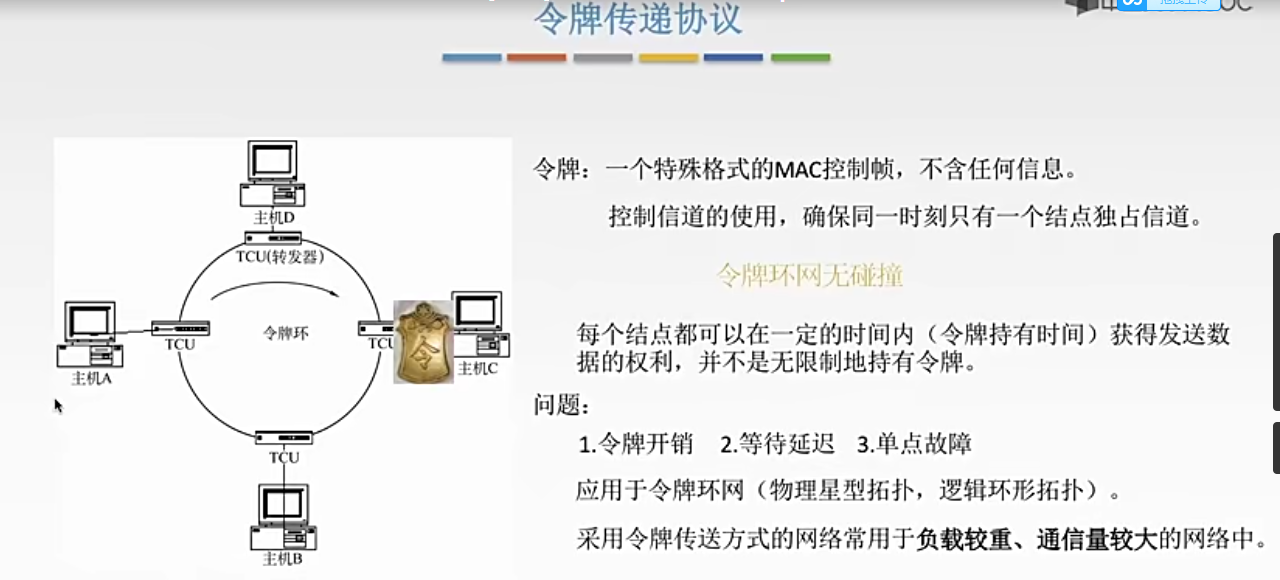 令牌传递协议
令牌：一个特殊格式的MAC控制帧，不含任何信息。
控制信道的使用，确保同一时刻只有一个结点独占信道。
令牌环网无碰撞
每个结点都可以在一定的时间内（令牌持有时间）获得发送数
据的权利，并不是无限制地持有令牌。
问题：
1.令牌开销 2.等待延迟 3.单点故障
应用于令牌环网（物理星型拓扑，逻辑环形拓扑）。
采用令牌传送方式的网络常用于负载较重、通信量较大的网络中。
主机D
TCU(转发器)
令牌环
TCU
主机A
TCU
令
主机C
TCU
主机B